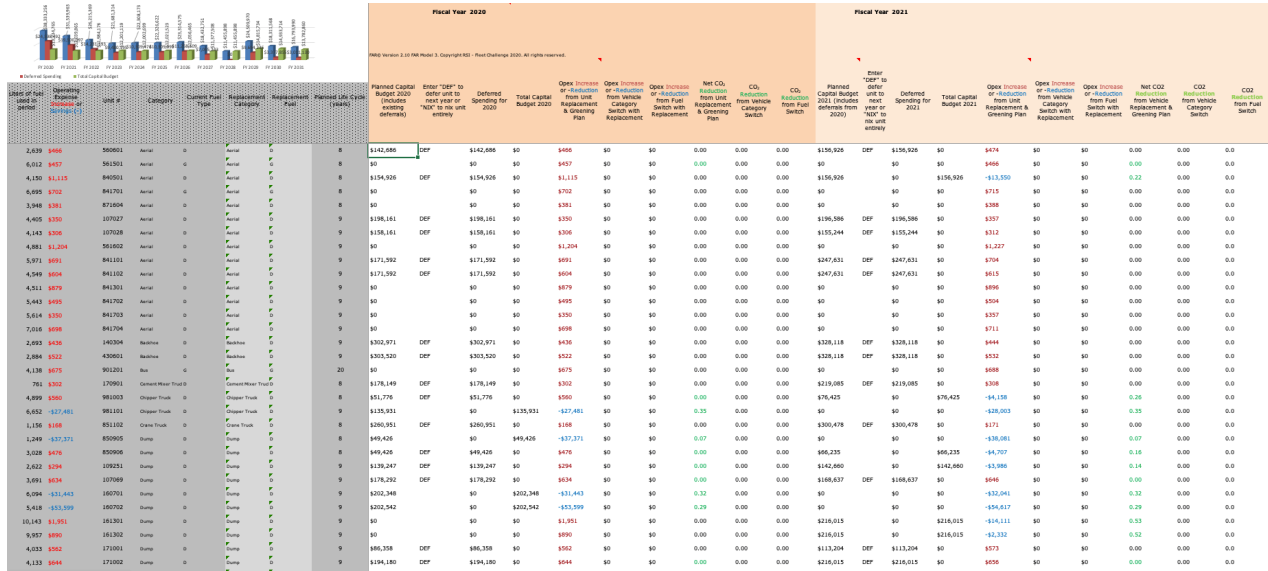 Fiscal Year 2020 Fiscal Year 2021
FAR® Version 2.10 FAR Model 3. Copyright RSI - Fleet Challenge 2020. All rights reserved.
FY 2020 FY 2021 FY 2022 FY 2023 FY 2024 FY 2025 FY 2026 FY 2027 FY 2028 FY 2029 FY 2030 FY 2031
Deferred Spending Total Capital Budget
Liters of fuel used in period
Operating Expense Increase or
Unit #
Category
Current Fuel Type
Replacement Category
Replacement Fuel
Planned Life Cycle (years)
Planned Capital Budget 2020 (includes existing deferrals)
Enter "DEF" to defer unit to next year or "NIX" to nix unit entirely
Deferred Spending for 2020
Total Capital Budget 2020
Opex Increase or -Reduction from Unit Replacement & Greening Plan
Opex Increase or -Reduction from Vehicle Category Switch with Replacement
Opex Increase or -Reduction from Fuel Switch with Replacement
Net CO₂ Reduction from Unit Replacement & Greening Plan
CO₂ Reduction from Vehicle Category Switch
CO₂ Reduction from Fuel Switch
Planned Capital Budget 2021 (includes deferrals from 2020)
Enter "DEF" to defer unit to next year or "NIX" to nix unit entirely
Deferred Spending for 2021
Total Capital Budget 2021
Opex Increase or -Reduction from Unit Replacement & Greening Plan
Opex Increase or -Reduction from Vehicle Category Switch with Replacement
Opex Increase or -Reduction from Fuel Switch with Replacement
Net CO2 Reduction from Vehicle Replacement & Greening Plan
CO2 Reduction from Vehicle Category Switch
CO2 Reduction from Fuel Switch
2,639 $466 560601 Aerial D Aerial D 8 $142,686 DEF $142,686 $0 $466 $0 $0 0.00 0.00 0.00 $156,926 DEF $156,926 $0 $474 $0 $0 0.00 0.00 0.0
6,012 $457 561501 Aerial G Aerial G 8 $0 $0 $0 $457 $0 $0 0.00 0.00 0.00 $0 $0 $0 $466 $0 $0 0.00 0.00 0.0
4,150 $1,115 840501 Aerial D Aerial D 8 $154,926 DEF $154,926 $0 $1,115 $0 $0 0.00 0.00 0.00 $156,926 $0 $156,926 -$13,550 $0 $0 0.22 0.00 0.0
6,695 $702 841701 Aerial G Aerial G 8 $0 $0 $0 $702 $0 $0 0.00 0.00 0.00 $0 $0 $0 $715 $0 $0 0.00 0.00 0.0
3,948 $381 871604 Aerial D Aerial D 8 $0 $0 $0 $381 $0 $0 0.00 0.00 0.00 $0 $0 $0 $388 $0 $0 0.00 0.00 0.0
4,405 $350 107027 Aerial D Aerial D 9 $198,161 DEF $198,161 $0 $350 $0 $0 0.00 0.00 0.00 $196,586 DEF $196,586 $0 $357 $0 $0 0.00 0.00 0.0
4,143 $306 107028 Aerial D Aerial D 9 $158,161 DEF $158,161 $0 $306 $0 $0 0.00 0.00 0.00 $155,244 DEF $155,244 $0 $312 $0 $0 0.00 0.00 0.0
4,881 $1,204 561602 Aerial D Aerial D 9 $0 $0 $0 $1,204 $0 $0 0.00 0.00 0.00 $0 $0 $0 $1,227 $0 $0 0.00 0.00 0.0
5,971 $691 841101 Aerial D Aerial D 9 $171,592 DEF $171,592 $0 $691 $0 $0 0.00 0.00 0.00 $247,631 DEF $247,631 $0 $704 $0 $0 0.00 0.00 0.0
4,549 $604 841102 Aerial D Aerial D 9 $171,592 DEF $171,592 $0 $604 $0 $0 0.00 0.00 0.00 $247,631 DEF $247,631 $0 $615 $0 $0 0.00 0.00 0.0
4,511 $879 841301 Aerial D Aerial D 9 $0 $0 $0 $879 $0 $0 0.00 0.00 0.00 $0 $0 $0 $896 $0 $0 0.00 0.00 0.0
5,443 $495 841702 Aerial D Aerial D 9 $0 $0 $0 $495 $0 $0 0.00 0.00 0.00 $0 $0 $0 $504 $0 $0 0.00 0.00 0.0
5,614 $350 841703 Aerial D Aerial D 9 $0 $0 $0 $350 $0 $0 0.00 0.00 0.00 $0 $0 $0 $357 $0 $0 0.00 0.00 0.0
7,016 $698 841704 Aerial D Aerial D 9 $0 $0 $0 $698 $0 $0 0.00 0.00 0.00 $0 $0 $0 $711 $0 $0 0.00 0.00 0.0
2,693 $436 140304 Backhoe D Backhoe D 9 $302,971 DEF $302,971 $0 $436 $0 $0 0.00 0.00 0.00 $328,118 DEF $328,118 $0 $444 $0 $0 0.00 0.00 0.0
2,884 $522 430601 Backhoe D Backhoe D 9 $303,520 DEF $303,520 $0 $522 $0 $0 0.00 0.00 0.00 $328,118 DEF $328,118 $0 $532 $0 $0 0.00 0.00 0.0
4,138 $675 901201 Bus G Bus G 20 $0 $0 $0 $675 $0 $0 0.00 0.00 0.00 $0 $0 $0 $688 $0 $0 0.00 0.00 0.0
761 $302 170901 Cement Mixer Truc D Cement Mixer Truc D 8 $178,149 DEF $178,149 $0 $302 $0 $0 0.00 0.00 0.00 $219,085 DEF $219,085 $0 $308 $0 $0 0.00 0.00 0.0
4,899 $560 981003 Chipper Truck D Chipper Truck D 8 $51,776 DEF $51,776 $0 $560 $0 $0 0.00 0.00 0.00 $76,425 $0 $76,425 -$4,158 $0 $0 0.26 0.00 0.0
6,652 -$27,481 981101 Chipper Truck D Chipper Truck D 9 $135,931 $0 $135,931 -$27,481 $0 $0 0.35 0.00 0.00 $0 $0 $0 -$28,003 $0 $0 0.35 0.00 0.0
1,156 $168 851102 Crane Truck D Crane Truck D 9 $260,951 DEF $260,951 $0 $168 $0 $0 0.00 0.00 0.00 $300,478 DEF $300,478 $0 $171 $0 $0 0.00 0.00 0.0
1,249 -$37,371 850905 Dump D Dump D 8 $49,426 $0 $49,426 -$37,371 $0 $0 0.07 0.00 0.00 $0 $0 $0 -$38,081 $0 $0 0.07 0.00 0.0
3,028 $476 850906 Dump D Dump D 8 $49,426 DEF $49,426 $0 $476 $0 $0 0.00 0.00 0.00 $66,235 $0 $66,235 -$4,707 $0 $0 0.16 0.00 0.0
2,622 $294 109251 Dump D Dump D 9 $139,247 DEF $139,247 $0 $294 $0 $0 0.00 0.00 0.00 $142,660 $0 $142,660 -$3,986 $0 $0 0.14 0.00 0.0
3,691 $634 107069 Dump D Dump D 9 $178,292 DEF $178,292 $0 $634 $0 $0 0.00 0.00 0.00 $168,637 DEF $168,637 $0 $646 $0 $0 0.00 0.00 0.0
6,094 -$31,443 160701 Dump D Dump D 9 $202,348 $0 $202,348 -$31,443 $0 $0 0.32 0.00 0.00 $0 $0 $0 -$32,041 $0 $0 0.32 0.00 0.0
5,418 -$53,599 160702 Dump D Dump D 9 $202,542 $0 $202,542 -$53,599 $0 $0 0.29 0.00 0.00 $0 $0 $0 -$54,617 $0 $0 0.29 0.00 0.0
10,143 $1,951 161301 Dump D Dump D 9 $0 $0 $0 $1,951 $0 $0 0.00 0.00 0.00 $216,015 $0 $216,015 -$14,111 $0 $0 0.53 0.00 0.0
9,957 $890 161302 Dump D Dump D 9 $0 $0 $0 $890 $0 $0 0.00 0.00 0.00 $216,015 $0 $216,015 -$2,332 $0 $0 0.52 0.00 0.0
4,033 $562 171001 Dump D Dump D 9 $86,358 DEF $86,358 $0 $562 $0 $0 0.00 0.00 0.00 $113,204 DEF $113,204 $0 $573 $0 $0 0.00 0.00 0.0
4,133 $644 171002 Dump D Dump D 9 $194,180 DEF $194,180 $0 $644 $0 $0 0.00 0.00 0.00 $216,015 DEF $216,015 $0 $656 $0 $0 0.00 0.00 0.0